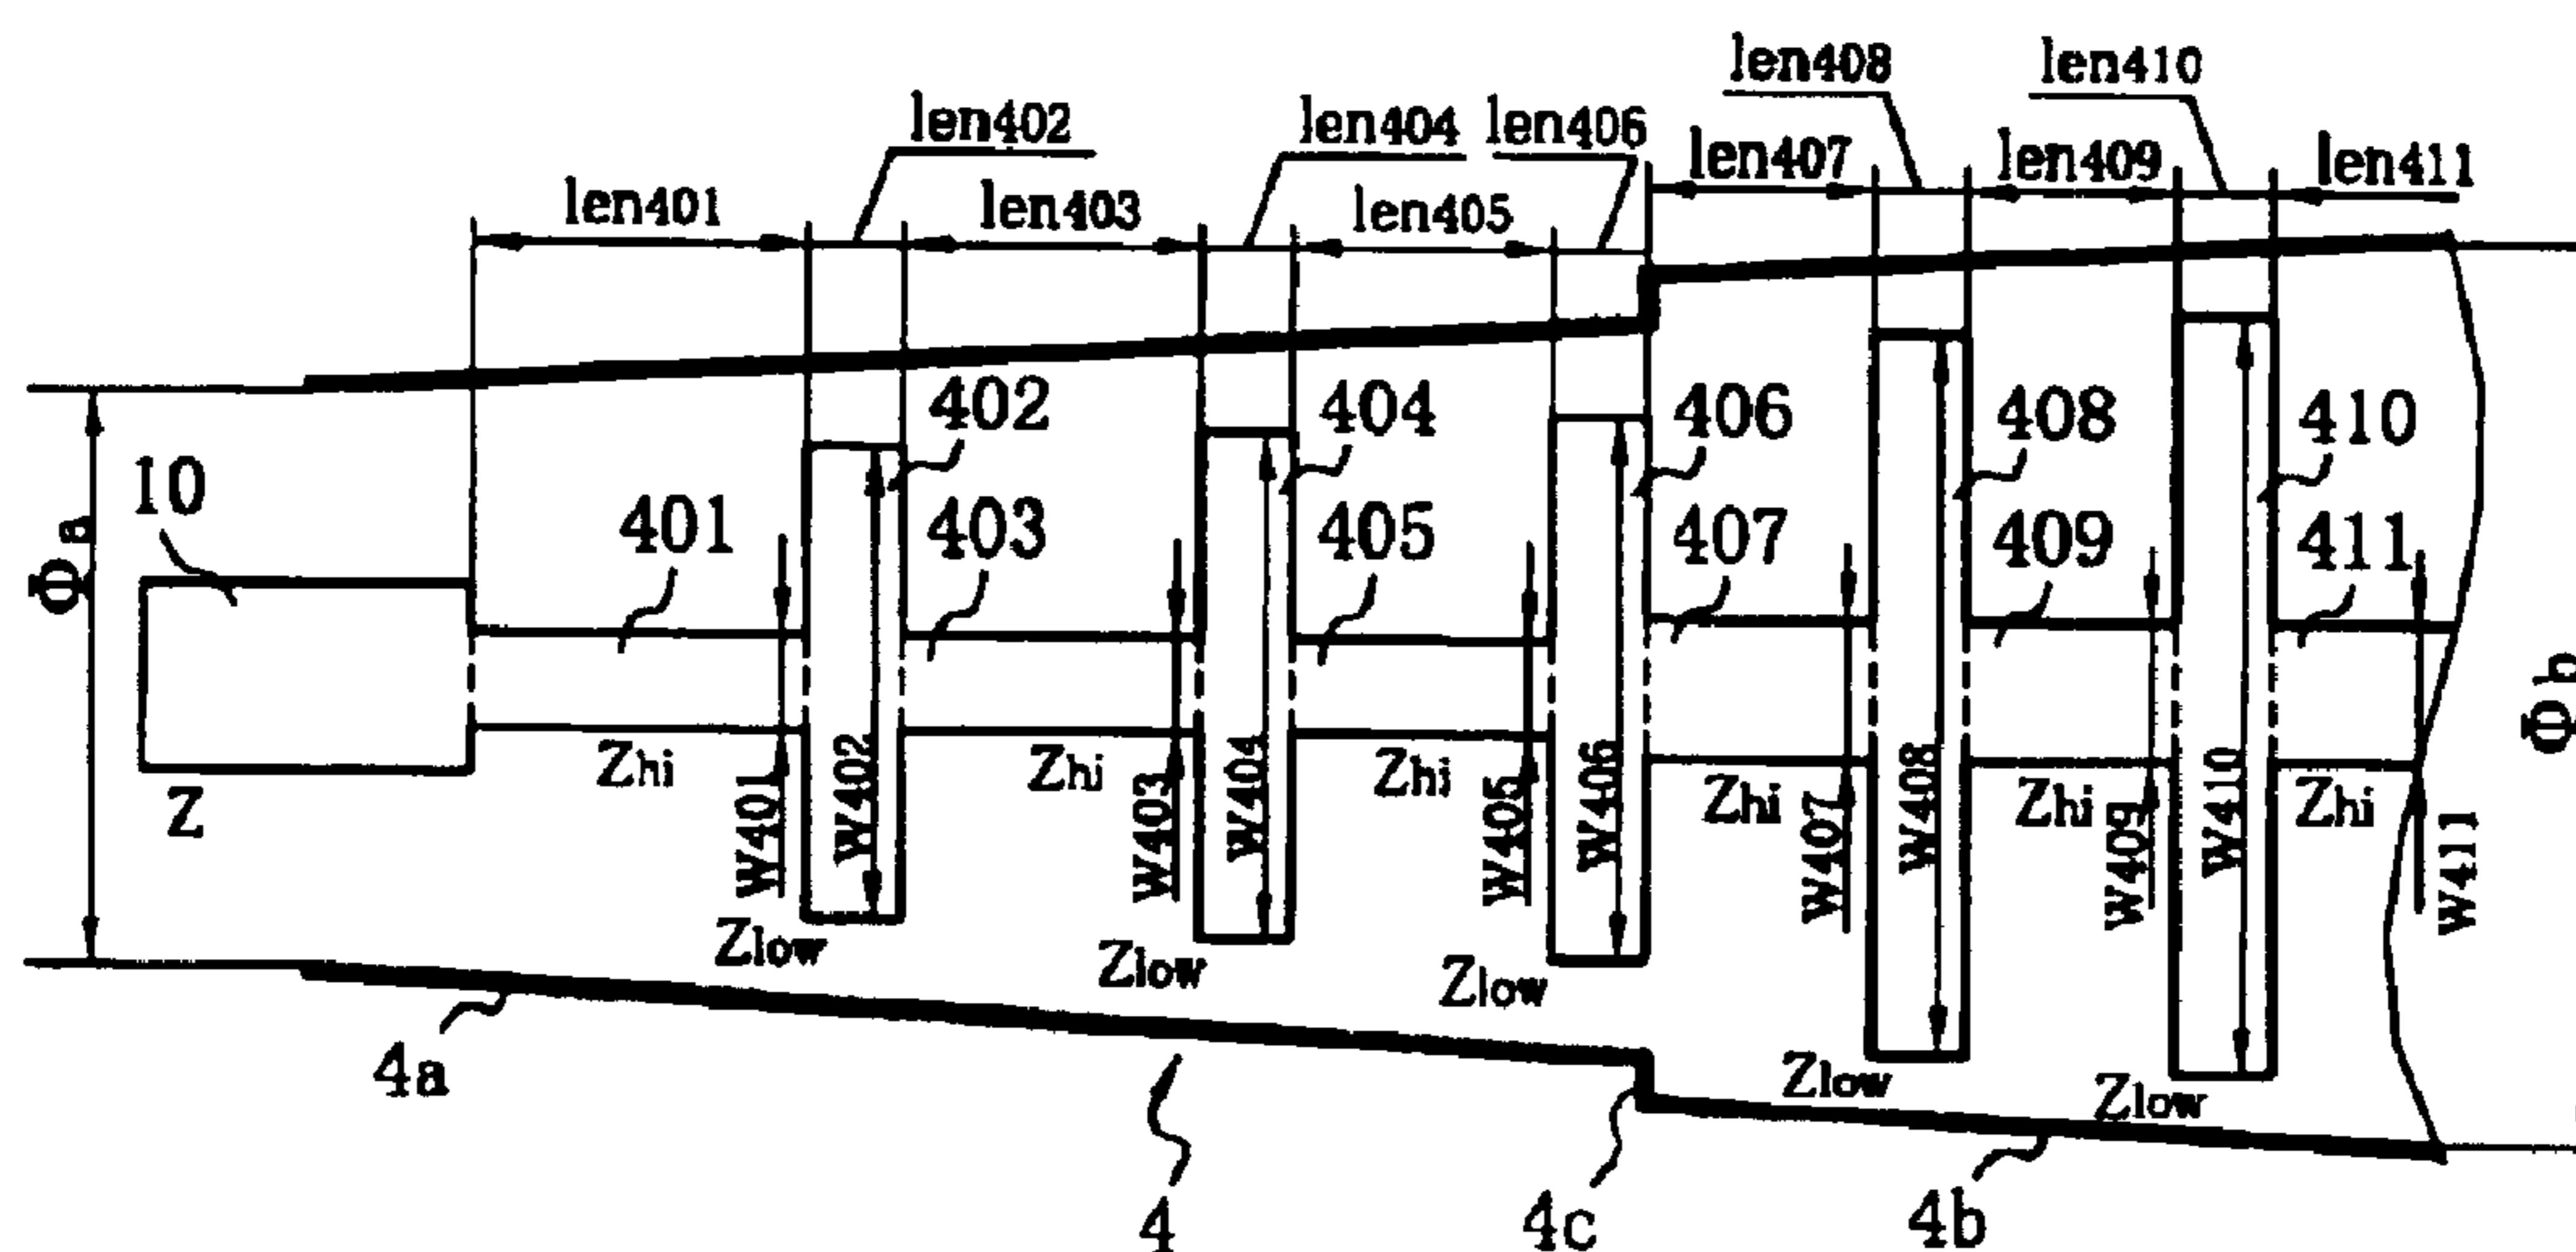 len408 len410
len402 len404 len406 len407 len409 len411
len401 len403 len405
402 404 406 408 410
10 401 403 405 407 409 411
Φa
Φb
Z Zhi Zhi Zhi Zhi Zhi Zhi
W401 W402 W403 W404 W405 W406 W407 W408 W409 W410 W411
Zlow Zlow Zlow Zlow Zlow
4a 4 4c 4b